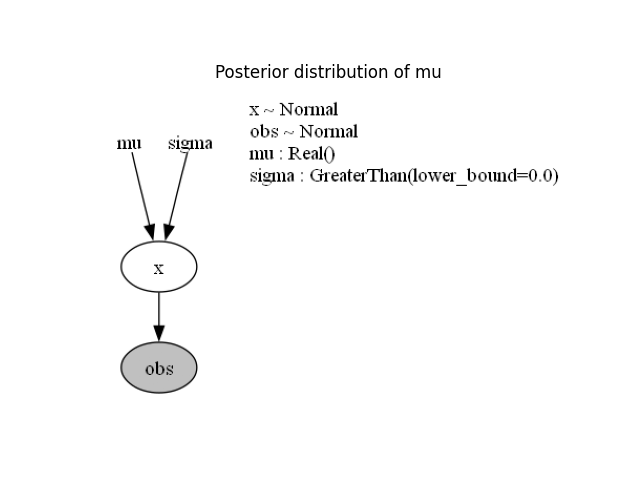 Posterior distribution of mu
x ~ Normal
obs ~ Normal
mu : Real()
sigma : GreaterThan(lower_bound=0.0)
mu sigma
x
obs